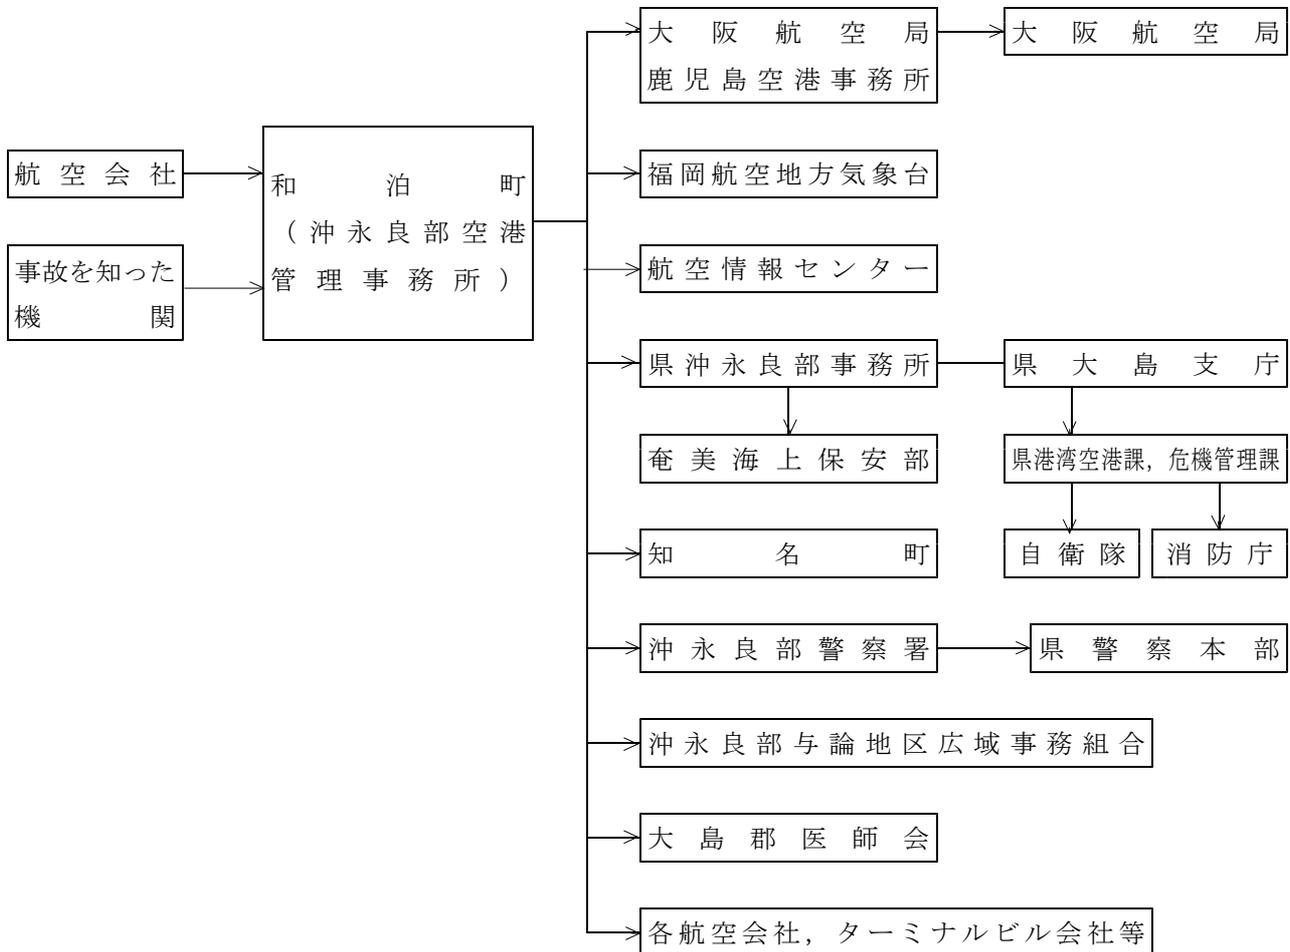 大阪航空局
鹿児島空港事務所
大阪航空局
航空会社
和泊町
（沖永良部空港
管理事務所）
福岡航空地方気象台
事故を知った
機関
航空情報センター
県沖永良部事務所
県大島支庁
奄美海上保安部
県港湾空港課，危機管理課
知名町
自衛隊
消防庁
沖永良部警察署
県警察本部
沖永良部与論地区広域事務組合
大島郡医師会
各航空会社，ターミナルビル会社等